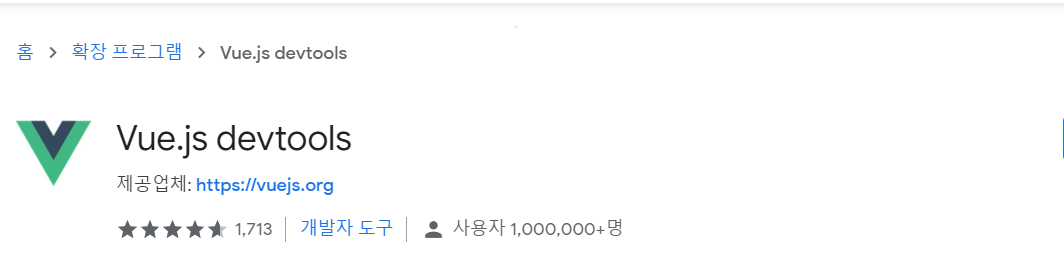 홈 > 확장 프로그램 > Vue.js devtools
Vue.js devtools
제공업체: https://vuejs.org
1,713 개발자 도구 사용자 1,000,000+명